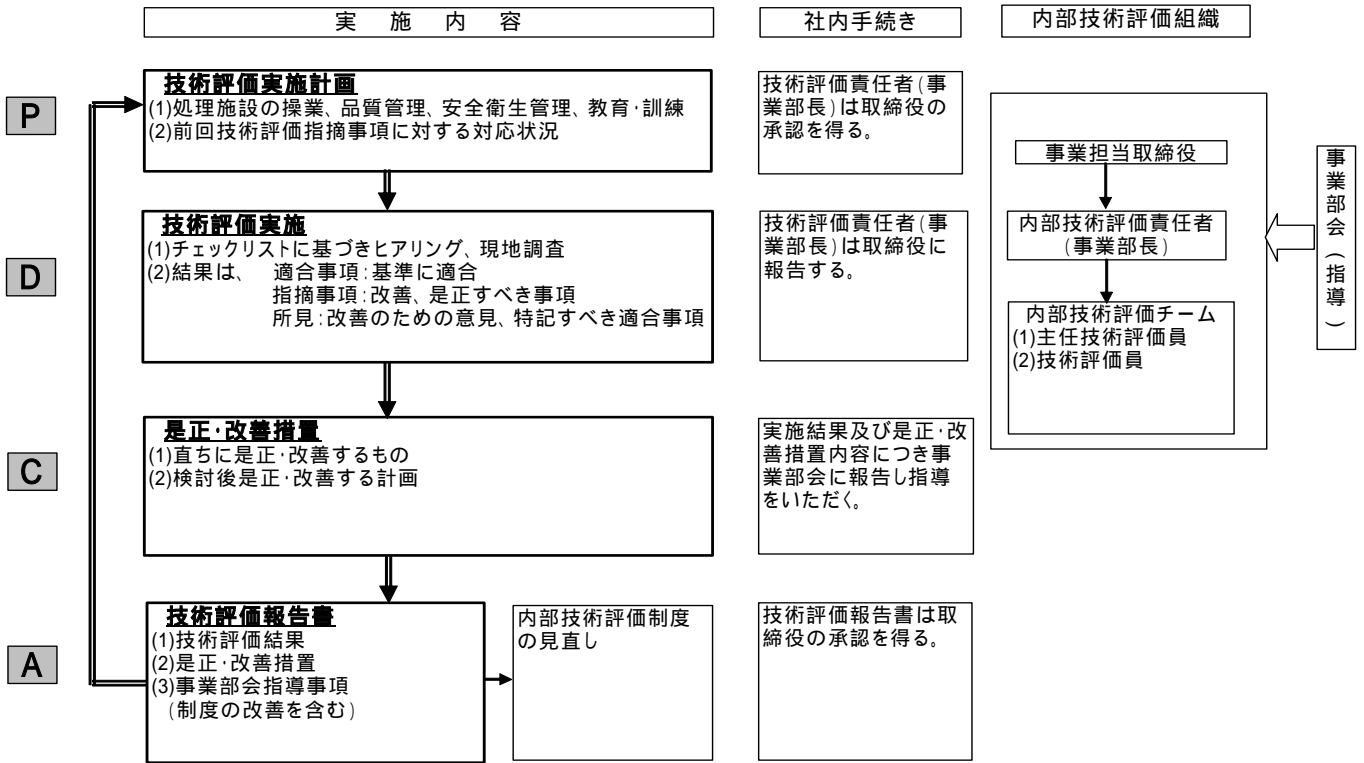 実 施 内 容
社内手続き
内部技術評価組織
P
技術評価実施計画
(1)処理施設の操業、品質管理、安全衛生管理、教育･訓練
(2)前回技術評価指摘事項に対する対応状況
技術評価責任者(事
業部長)は取締役の
承認を得る。
D
技術評価実施
(1)チェックリストに基づきヒアリング、現地調査
(2)結果は、 適合事項:基準に適合
指摘事項:改善、是正すべき事項
所見:改善のための意見、特記すべき適合事項
技術評価責任者(事
業部長)は取締役に
報告する。
C
是正･改善措置
(1)直ちに是正･改善するもの
(2)検討後是正･改善する計画
実施結果及び是正･改
善措置内容につき事
業部会に報告し指導
をいただく。
A
技術評価報告書
(1)技術評価結果
(2)是正･改善措置
(3)事業部会指導事項
(制度の改善を含む)
内部技術評価制度
の見直し
技術評価報告書は取
締役の承認を得る。
事業担当取締役
内部技術評価責任者
(事業部長)
内部技術評価チーム
(1)主任技術評価員
(2)技術評価員
事業部会(指導)